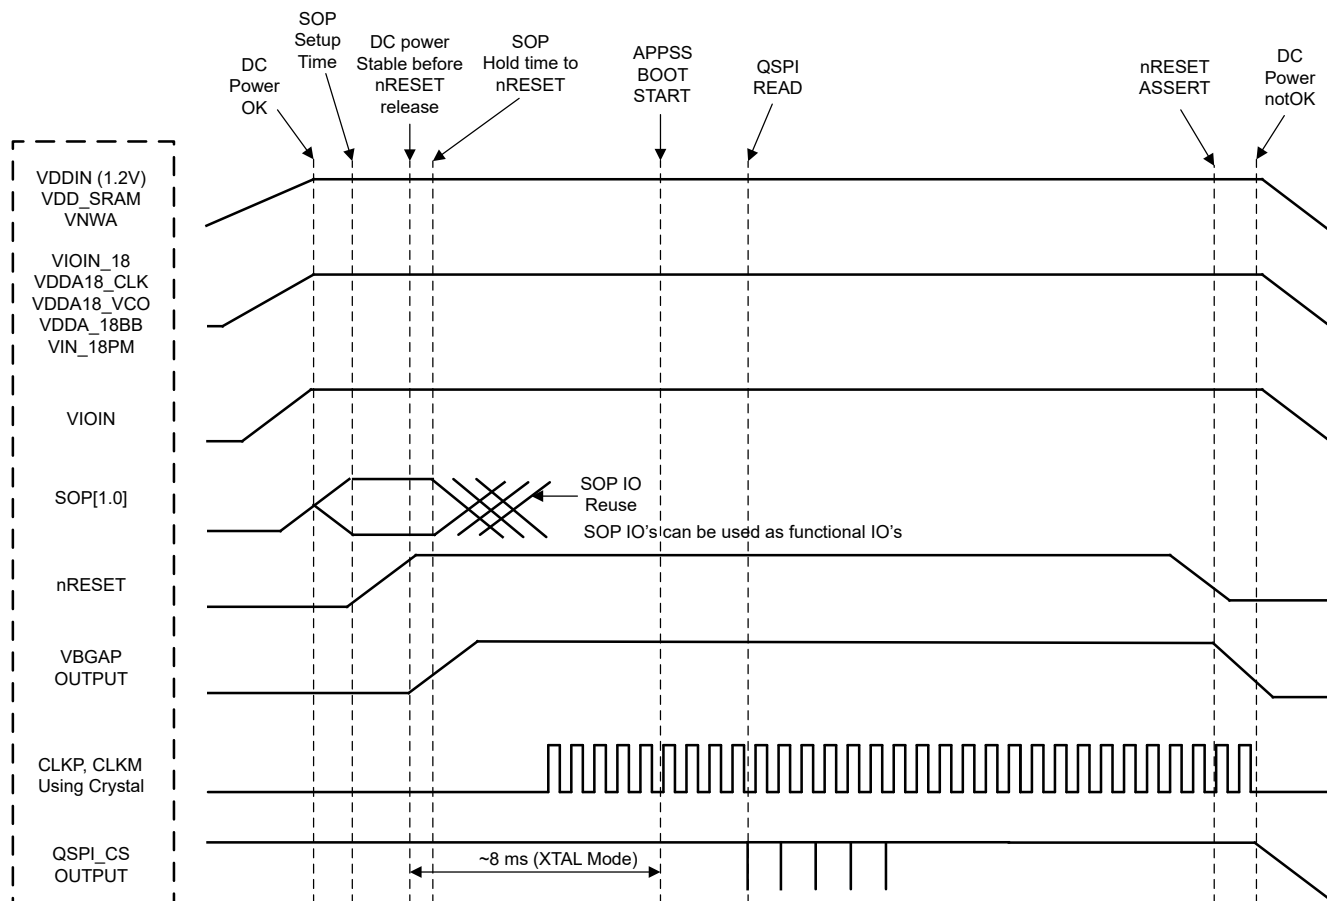 SOP
Setup
Time
DC
Power
OK
DC power
Stable before
nRESET
release
SOP
Hold time to
nRESET
APPSS
BOOT
START
QSPI
READ
nRESET
ASSERT
DC
Power
notOK
VDDIN (1.2V)
VDD_SRAM
VNWA
VIOIN_18
VDDA18_CLK
VDDA18_VCO
VDDA_18BB
VIN_18PM
VIOIN
SOP[1.0]
SOP IO
Reuse
SOP IO's can be used as functional IO's
nRESET
VBGAP
OUTPUT
CLKP, CLKM
Using Crystal
QSPI_CS
OUTPUT
~8 ms (XTAL Mode)